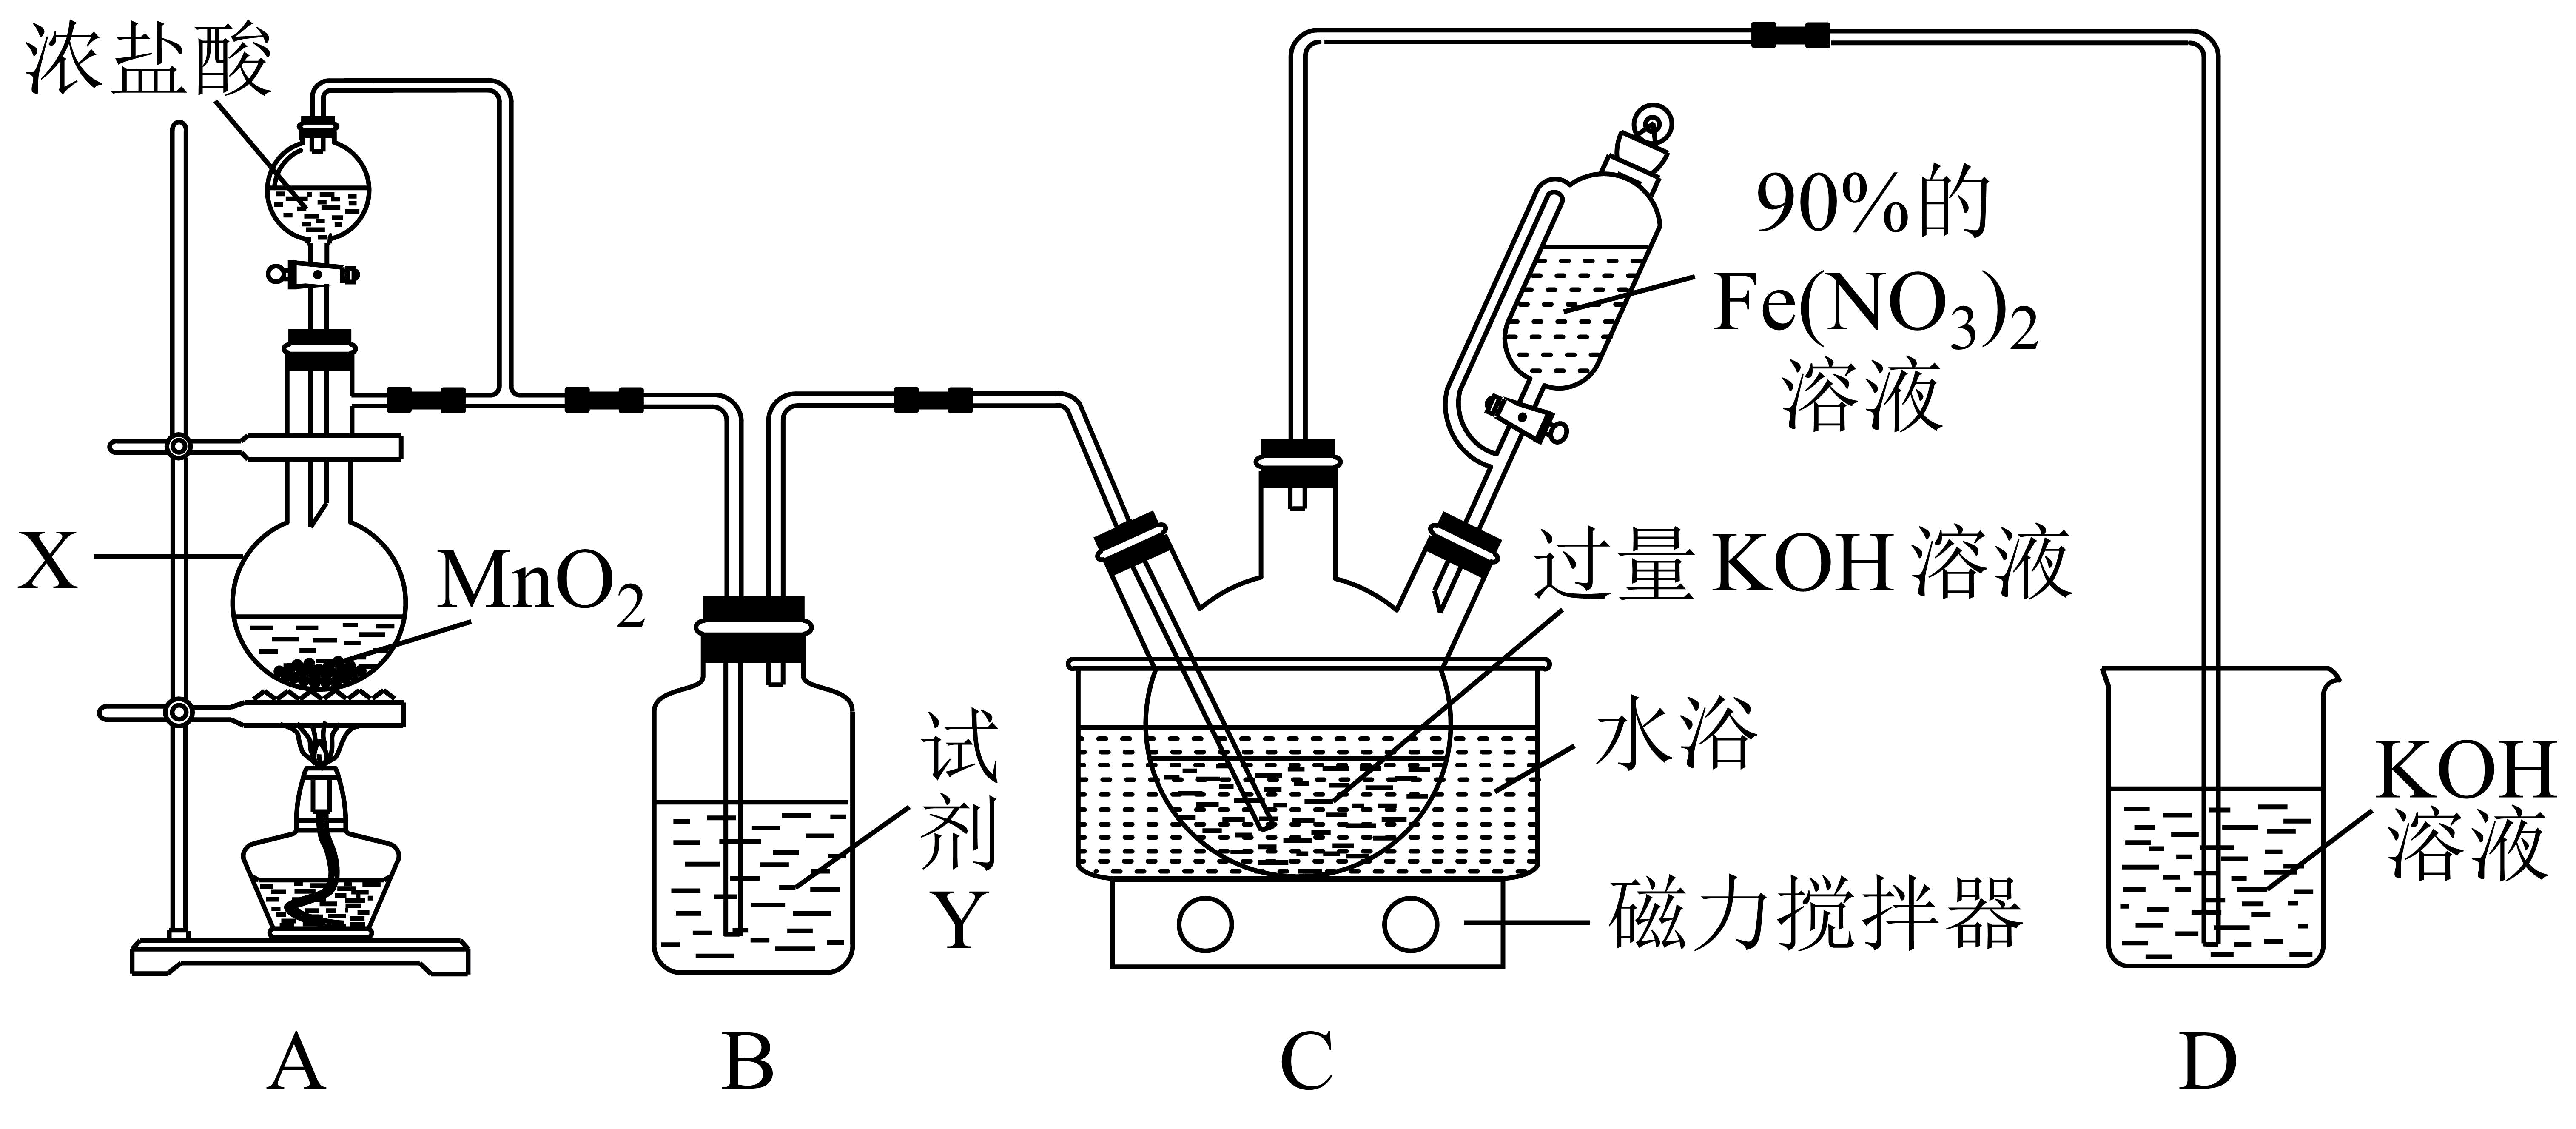 浓盐酸
90%的
Fe(NO₃)₂
溶液
X
MnO₂
过量KOH溶液
试
剂
Y
水浴
KOH
溶液
磁力搅拌器
A
B
C
D